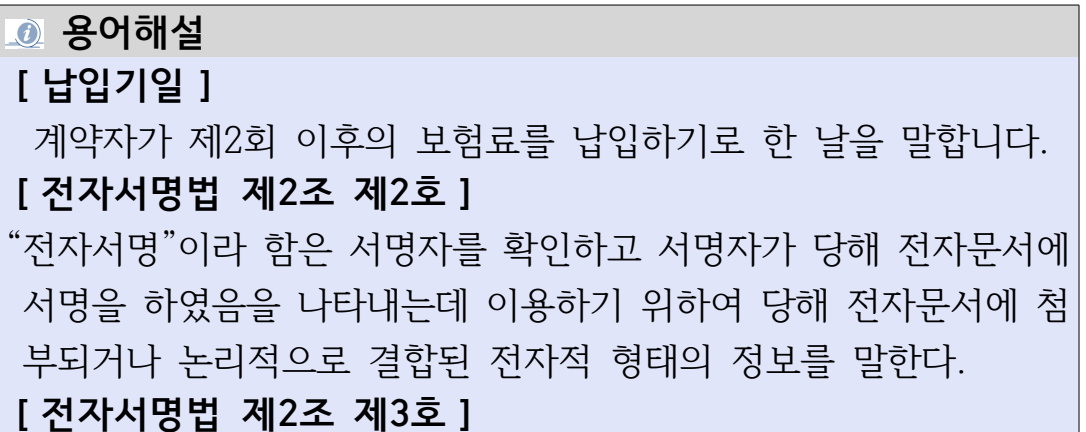 용어해설
[ 납입기일 ]
계약자가 제2회 이후의 보험료를 납입하기로 한 날을 말합니다.
[ 전자서명법 제2조 제2호 ]
“전자서명”이라 함은 서명자를 확인하고 서명자가 당해 전자문서에
서명을 하였음을 나타내는데 이용하기 위하여 당해 전자문서에 첨
부되거나 논리적으로 결합된 전자적 형태의 정보를 말한다.
[ 전자서명법 제2조 제3호 ]